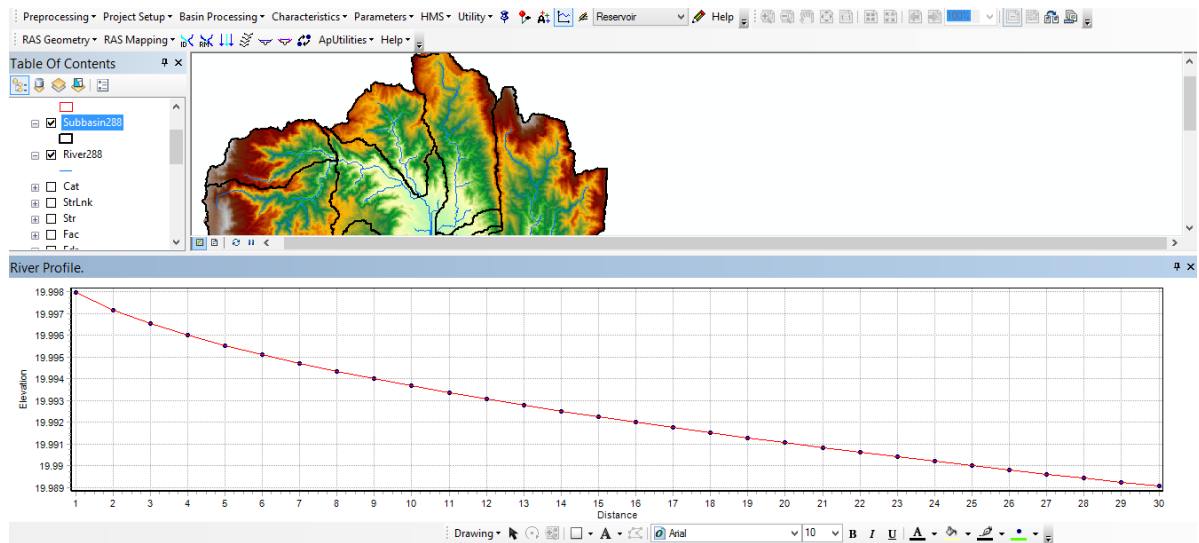 Preprocessing Project Setup Basin Processing Characteristics Parameters HMS Utility Reservoir Help 100%
RAS Geometry RAS Mapping ID RM ApUtilities Help
Table Of Contents
Subbasin288
River288
Cat
StrLnk
Str
Fac
River Profile.
19.998
19.997
19.996
19.995
19.994
19.993
19.992
19.991
19.99
19.989
Elevation
1 2 3 4 5 6 7 8 9 10 11 12 13 14 15 16 17 18 19 20 21 22 23 24 25 26 27 28 29 30
Distance
Drawing A Arial 10 B I U A